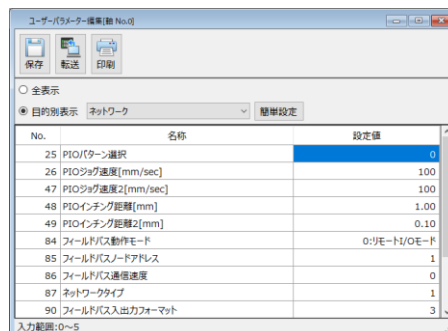 ユーザーパラメーター編集[軸 No.0]
保存 転送 印刷
全表示
目的別表示 ネットワーク 簡単設定
No. 名称 設定値
25 PIOパターン選択 0
26 PIOジョグ速度[mm/sec] 100
47 PIOジョグ速度2[mm/sec] 100
48 PIOインチング距離[mm] 1.00
49 PIOインチング距離2[mm] 0.10
84 フィールドバス動作モード 0:リモートI/Oモード
85 フィールドバスノードアドレス 1
86 フィールドバス通信速度 0
87 ネットワークタイプ 1
90 フィールドバス入出力フォーマット 3
入力範囲:0~5